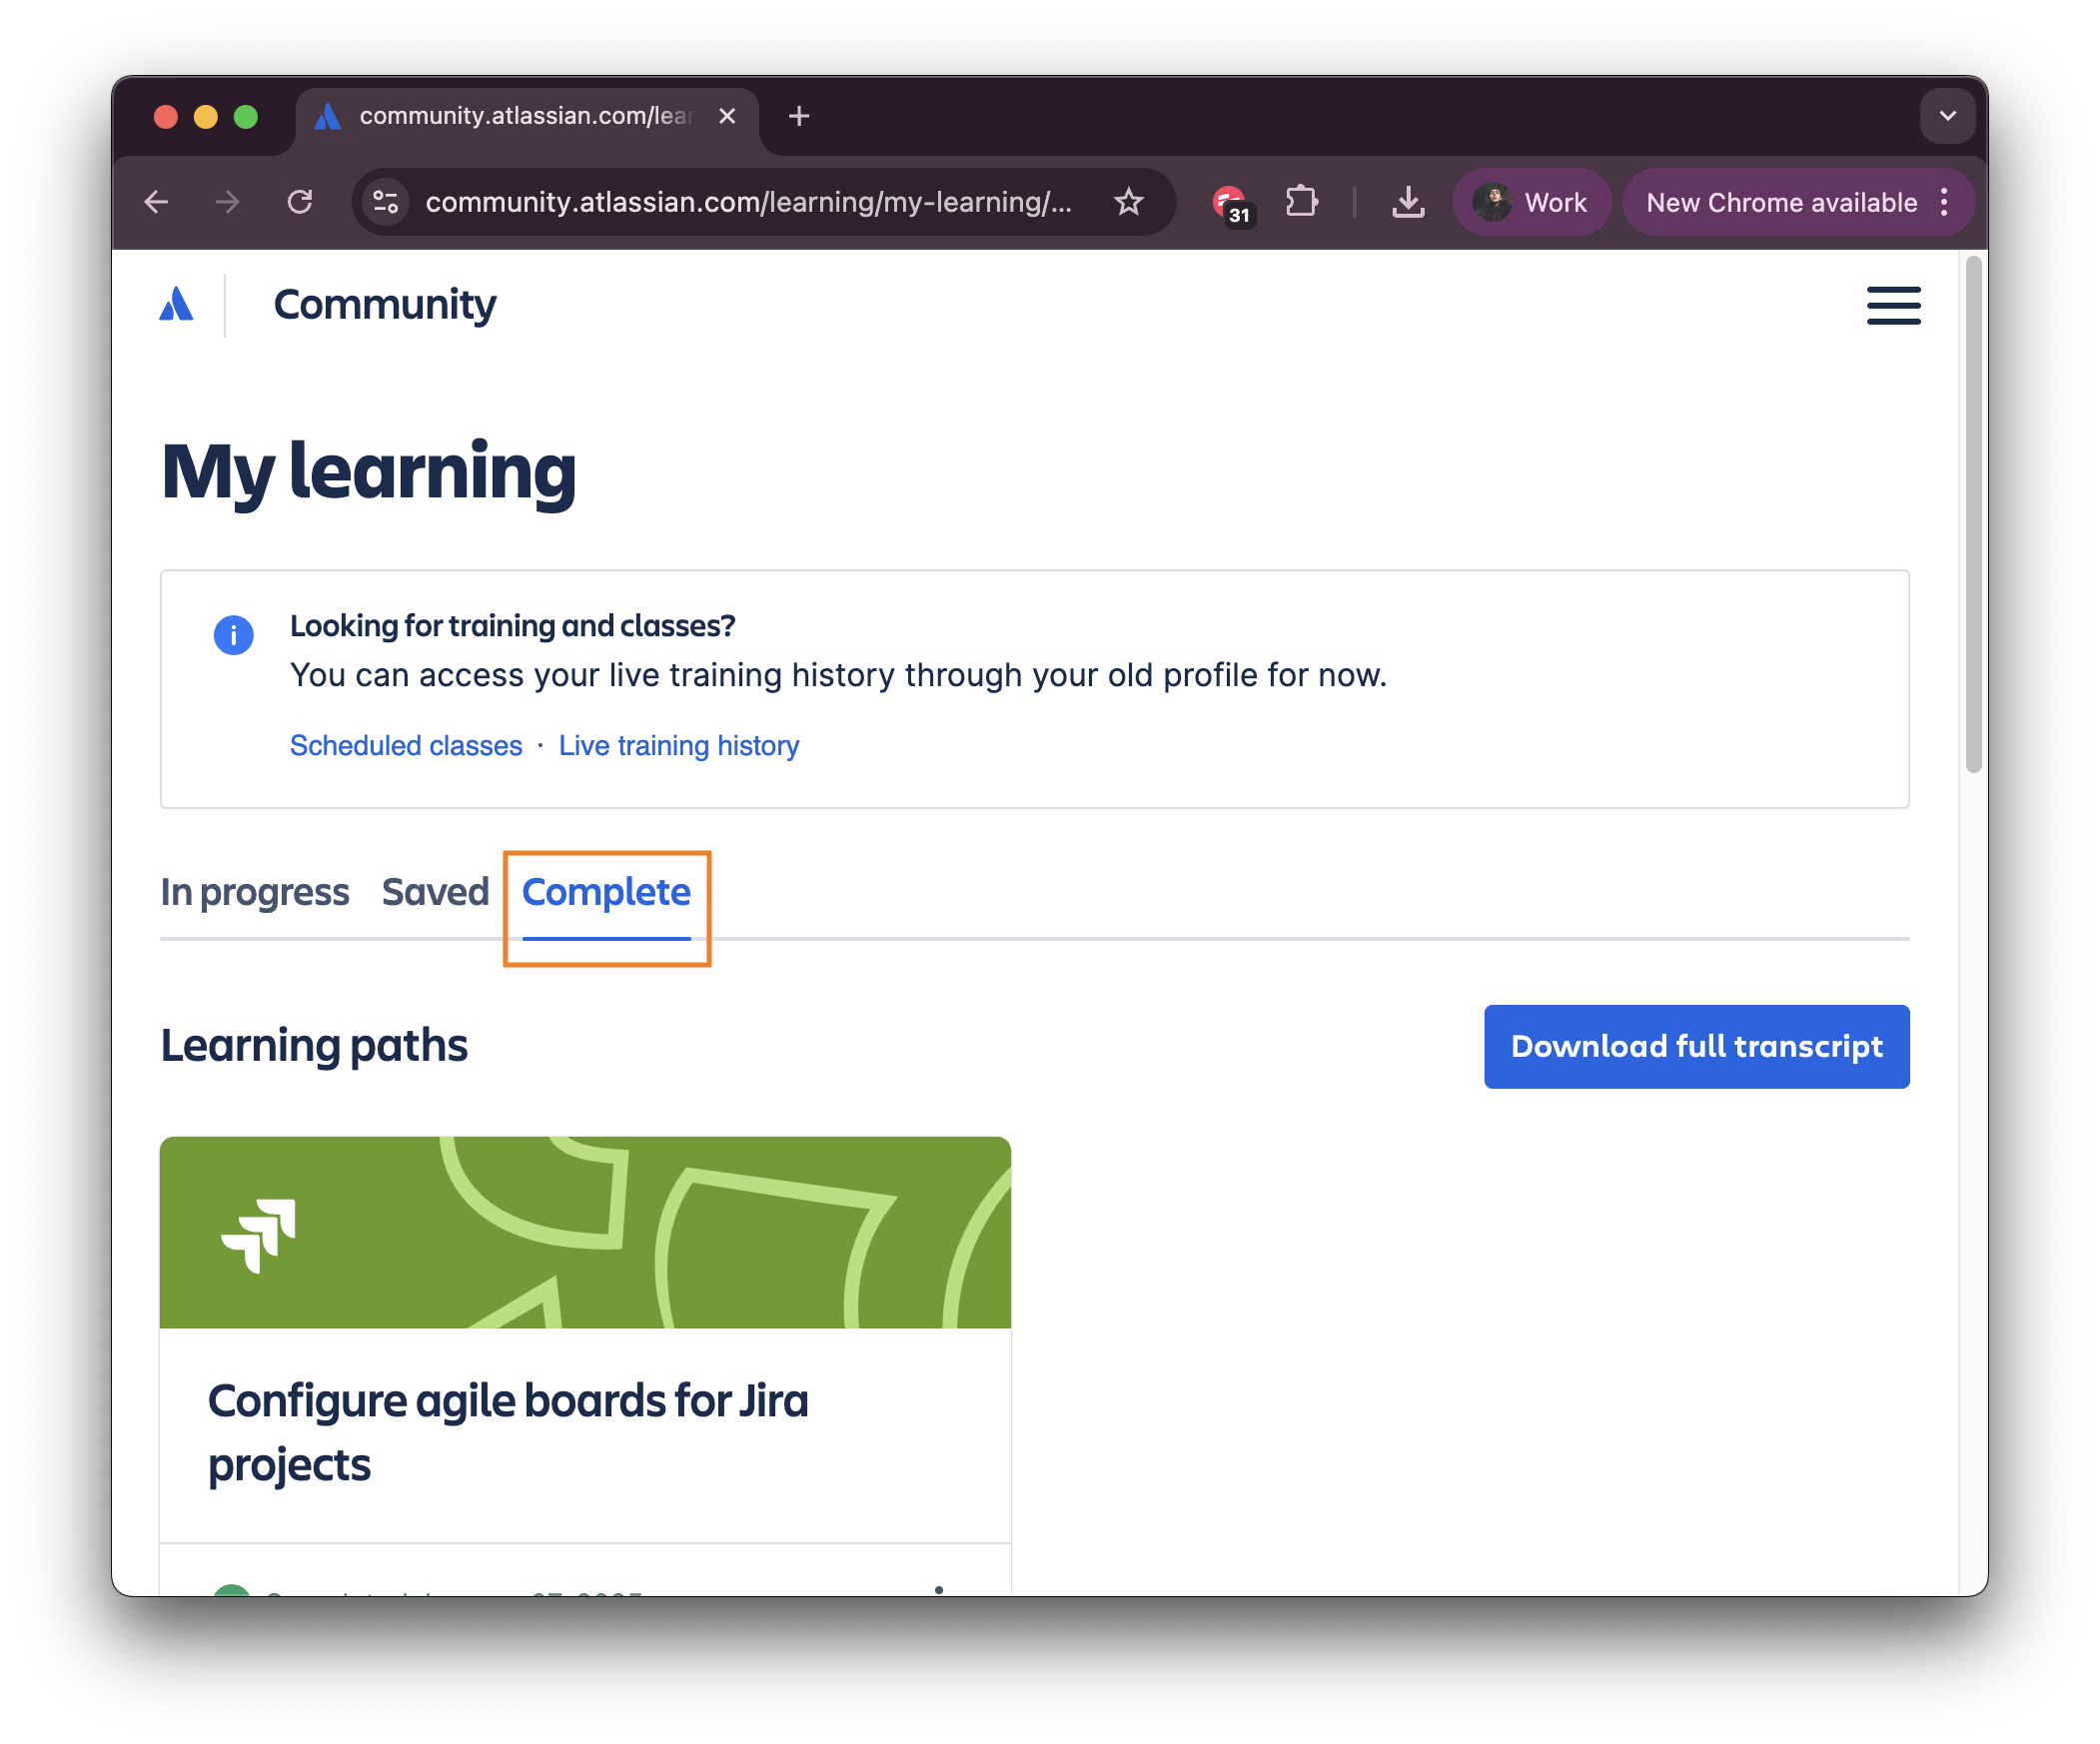 community.atlassian.com/lear
community.atlassian.com/learning/my-learning/...
31
Work
New Chrome available
Community
My learning
Looking for training and classes?
You can access your live training history through your old profile for now.
Scheduled classes · Live training history
In progress Saved Complete
Learning paths
Download full transcript
Configure agile boards for Jira
projects